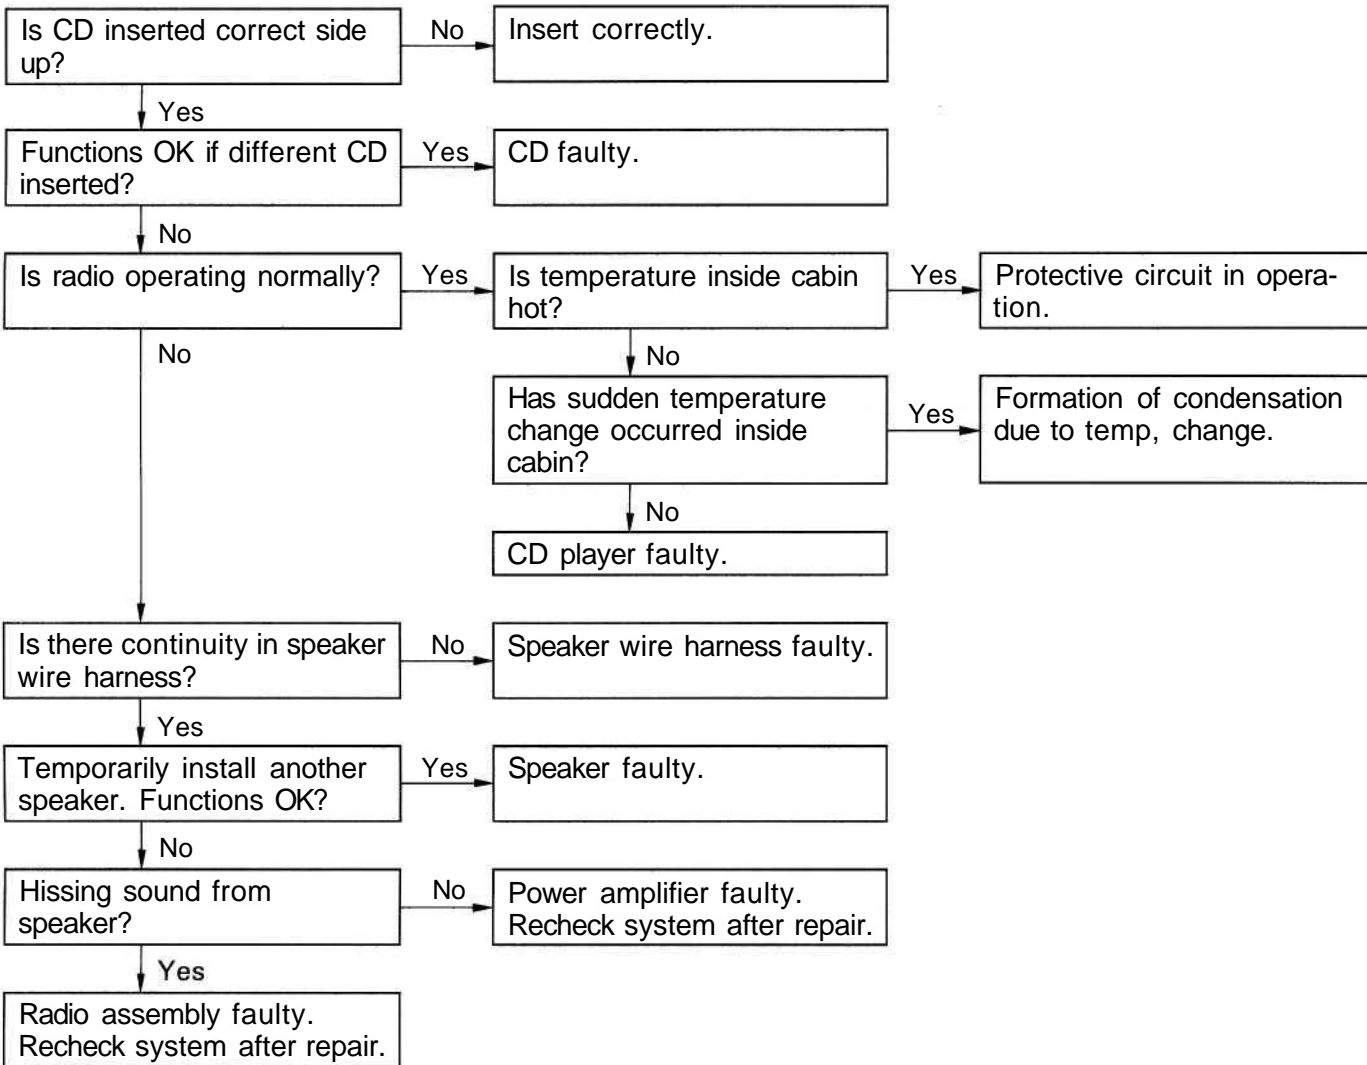 Is CD inserted correct side
up?
No
Insert correctly.
Yes
Functions OK if different CD
inserted?
Yes
CD faulty.
No
Is radio operating normally?
Yes
Is temperature inside cabin
hot?
Yes
Protective circuit in opera-
tion.
No
No
Has sudden temperature
change occurred inside
cabin?
Yes
Formation of condensation
due to temp, change.
No
CD player faulty.
Is there continuity in speaker
wire harness?
No
Speaker wire harness faulty.
Yes
Temporarily install another
speaker. Functions OK?
Yes
Speaker faulty.
No
Hissing sound from
speaker?
No
Power amplifier faulty.
Recheck system after repair.
Yes
Radio assembly faulty.
Recheck system after repair.